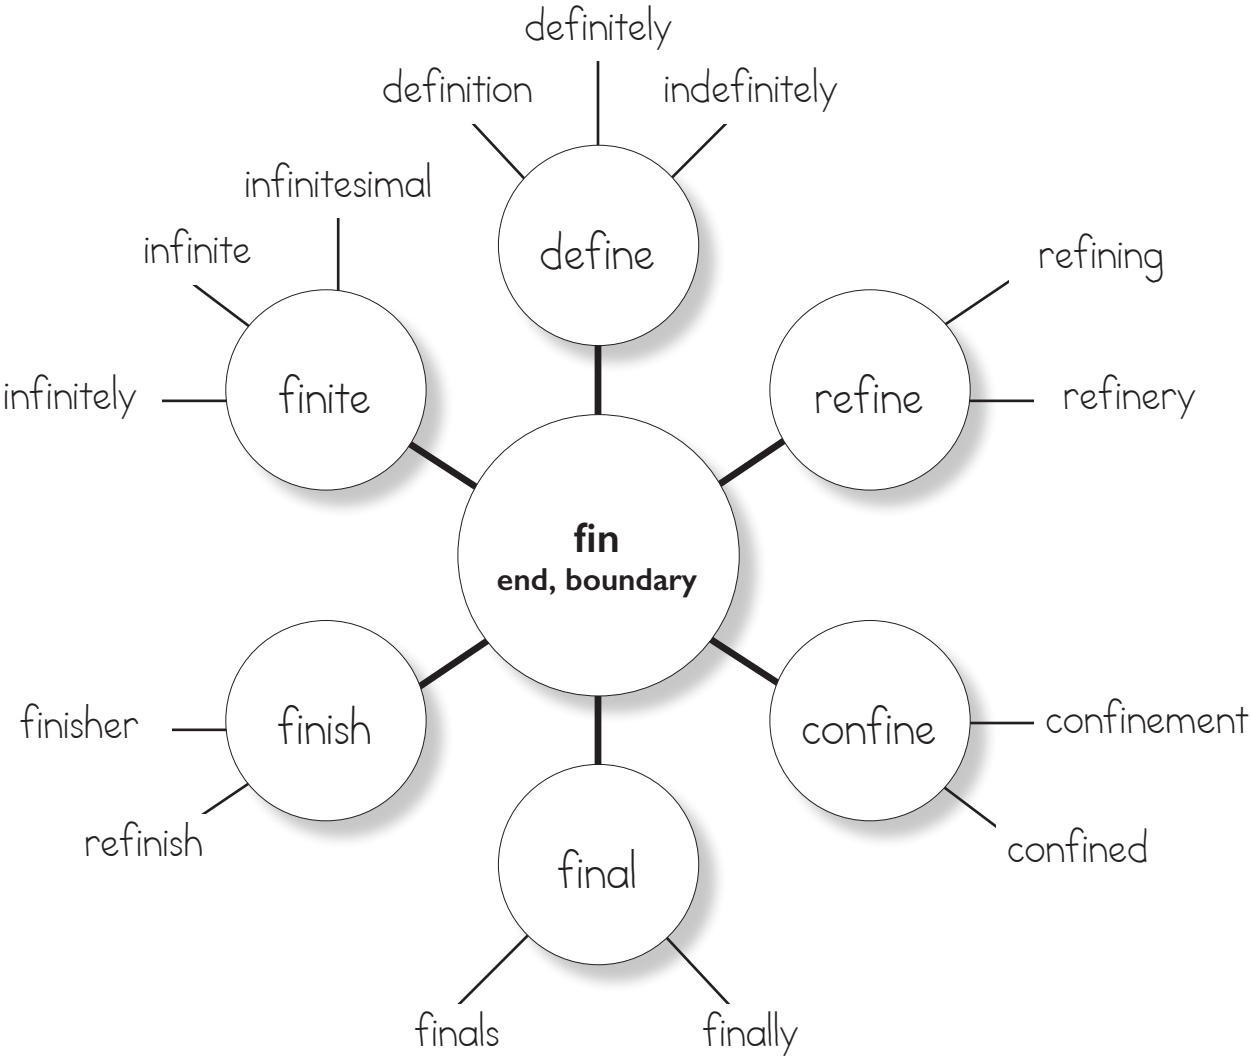 definitely
definition
indefinitely
infinitesimal
infinite
infinitely
define
refining
refinery
finite
refine
fin
end, boundary
finisher
refinish
finish
confine
confinement
confined
final
finals
finally